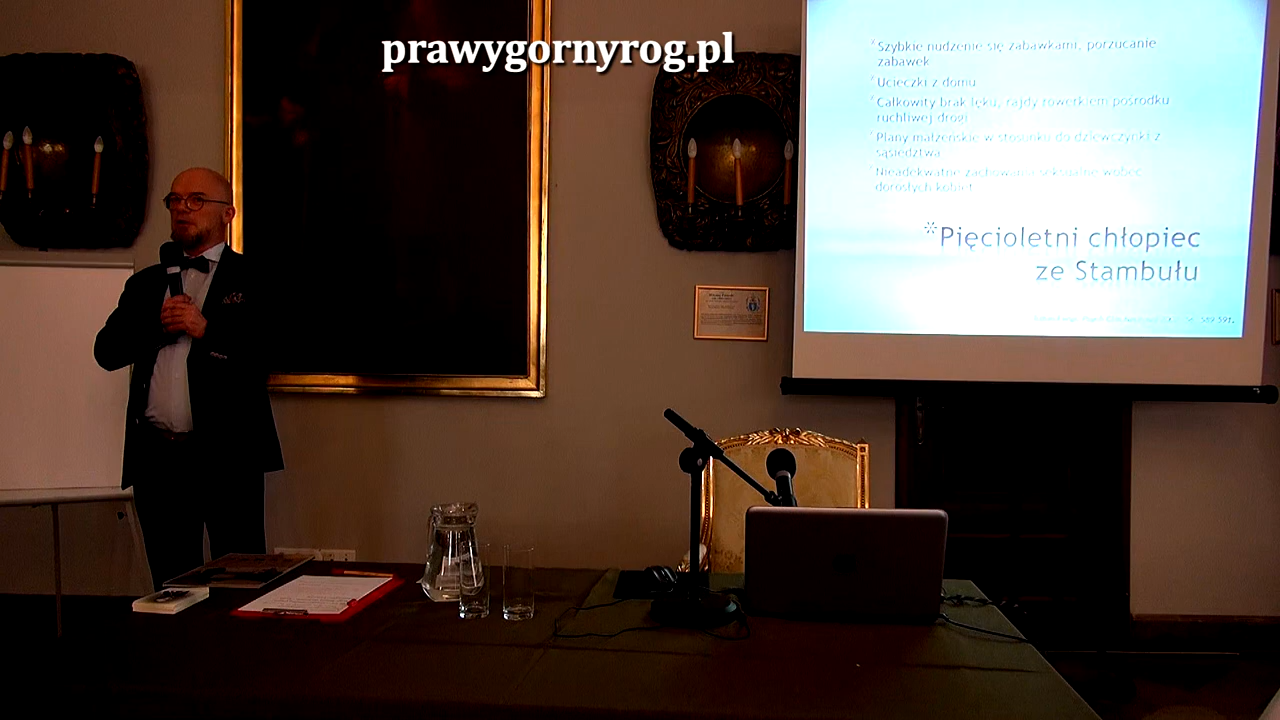 prawygornyrog.pl
Szybkie nudzenie się zabawkami, porzucanie
zabawek
Ucieczki z domu
Całkowity brak lęku, rajdy rowerkiem pośrodku
ruchliwej drogi
Plany małżeńskie w stosunku do dziewczynki z
sąsiedztwa
Nieadekwatne zachowania seksualne wobec
dorosłych kobiet
*Pięcioletni chłopiec
ze Stambułu